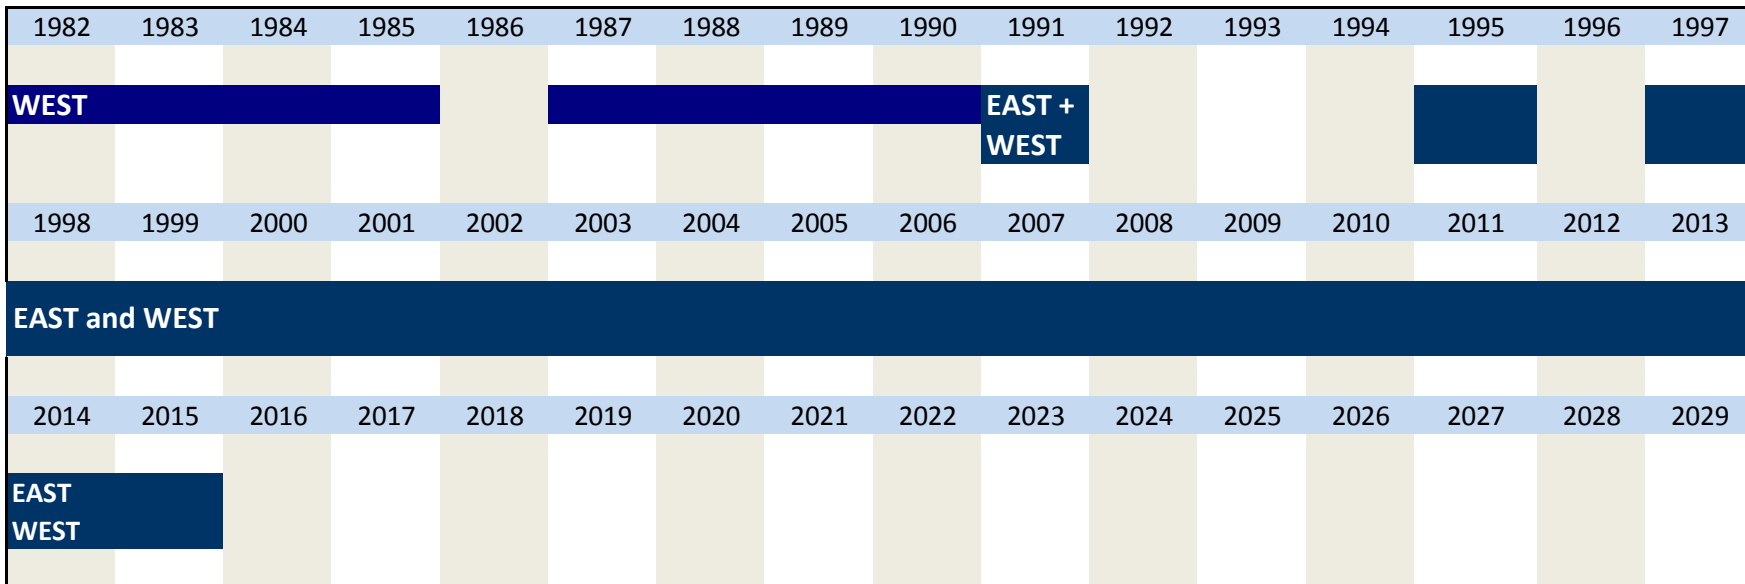 1982 1983 1984 1985 1986 1987 1988 1989 1990 1991 1992 1993 1994 1995 1996 1997
WEST EAST +
WEST
1998 1999 2000 2001 2002 2003 2004 2005 2006 2007 2008 2009 2010 2011 2012 2013
EAST and WEST
2014 2015 2016 2017 2018 2019 2020 2021 2022 2023 2024 2025 2026 2027 2028 2029
EAST
WEST